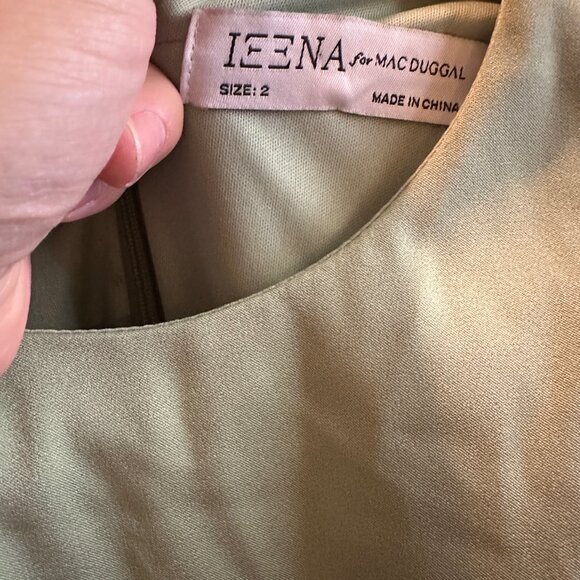 IEENA for MAC DUGGAL
SIZE: 2
MADE IN CHINA